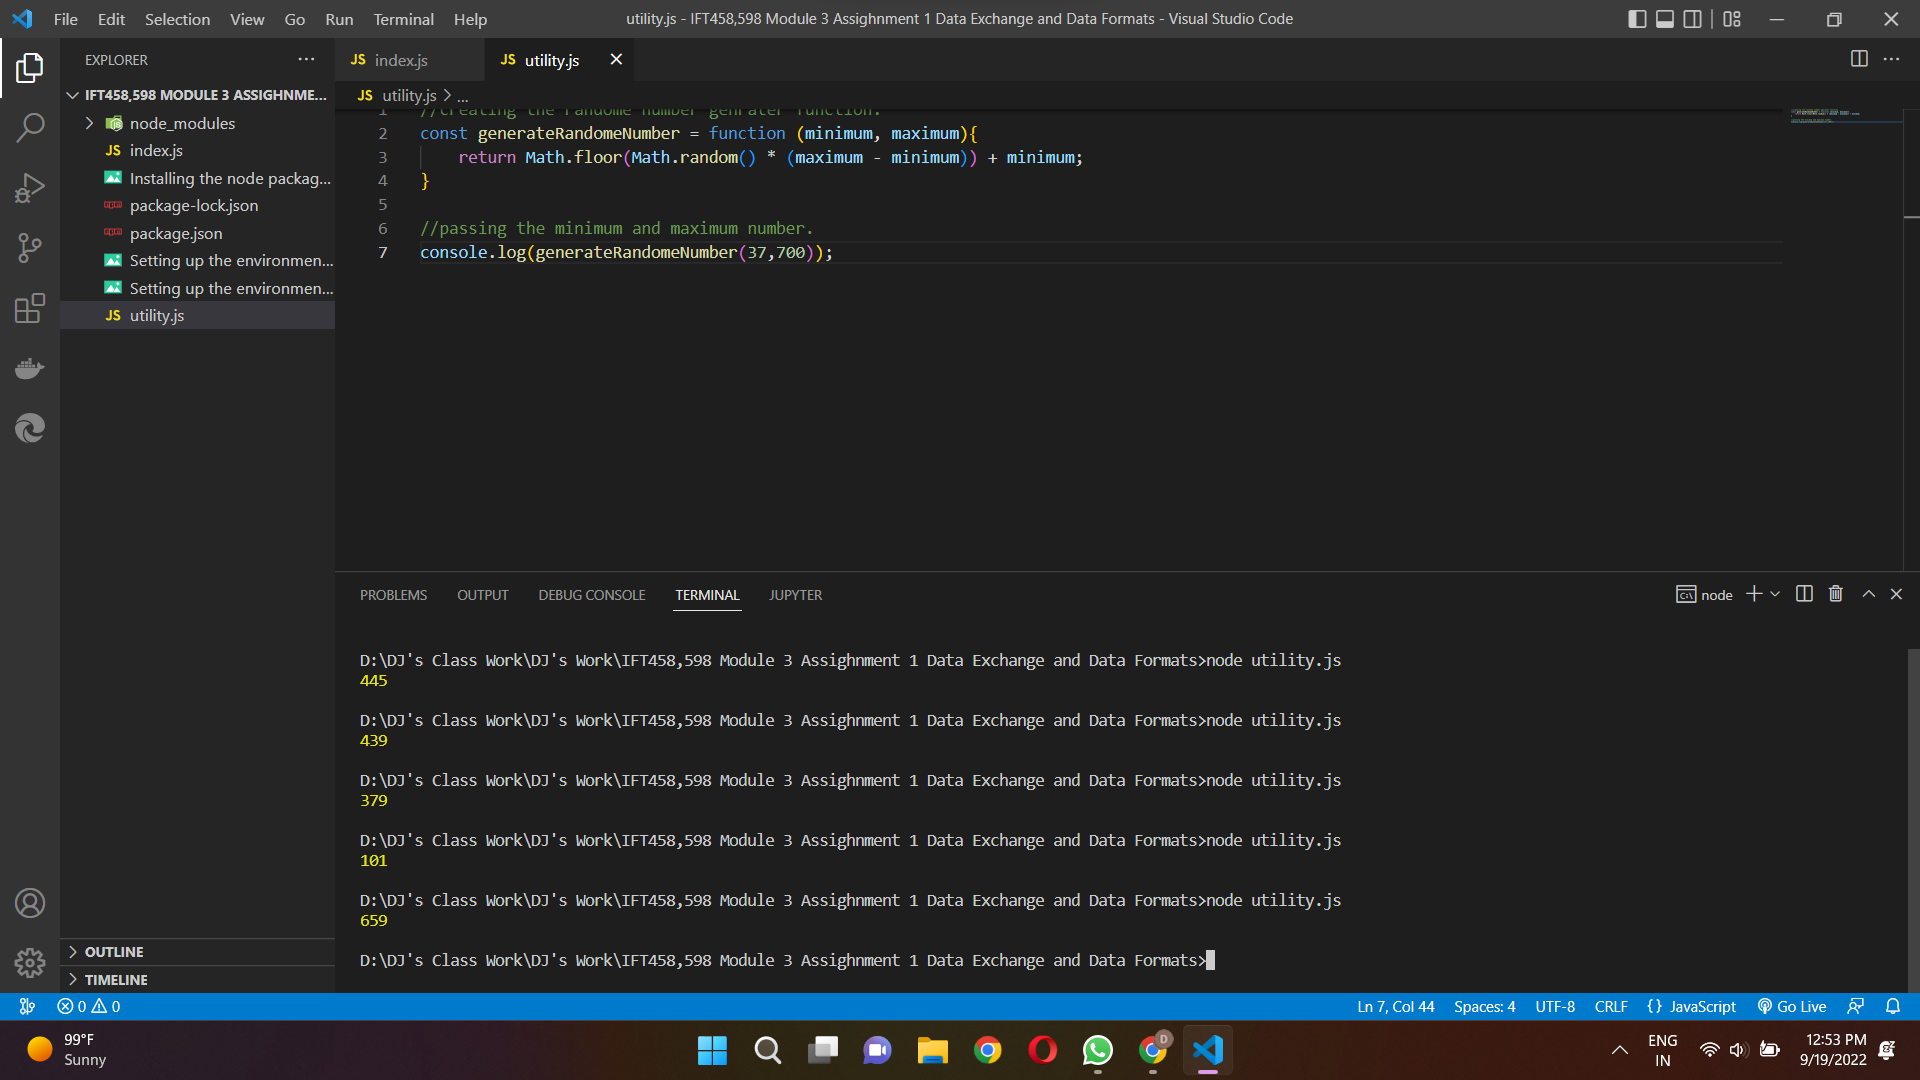 File Edit Selection View Go Run Terminal Help
utility.js - IFT458,598 Module 3 Assighnment 1 Data Exchange and Data Formats - Visual Studio Code
EXPLORER
IFT458,598 MODULE 3 ASSIGHNME...
node_modules
JS index.js
Installing the node packag...
package-lock.json
package.json
Setting up the environmen...
Setting up the environmen...
JS utility.js
OUTLINE
TIMELINE
JS index.js
JS utility.js
JS utility.js > ...
1 //creating the randome number genrater function.
2 const generateRandomeNumber = function (minimum, maximum){
3 return Math.floor(Math.random() * (maximum - minimum)) + minimum;
4 }
5
6 //passing the minimum and maximum number.
7 console.log(generateRandomeNumber(37,700));
PROBLEMS OUTPUT DEBUG CONSOLE TERMINAL JUPYTER
node
D:\DJ's Class Work\DJ's Work\IFT458,598 Module 3 Assighnment 1 Data Exchange and Data Formats>node utility.js
445
D:\DJ's Class Work\DJ's Work\IFT458,598 Module 3 Assighnment 1 Data Exchange and Data Formats>node utility.js
439
D:\DJ's Class Work\DJ's Work\IFT458,598 Module 3 Assighnment 1 Data Exchange and Data Formats>node utility.js
379
D:\DJ's Class Work\DJ's Work\IFT458,598 Module 3 Assighnment 1 Data Exchange and Data Formats>node utility.js
101
D:\DJ's Class Work\DJ's Work\IFT458,598 Module 3 Assighnment 1 Data Exchange and Data Formats>node utility.js
659
D:\DJ's Class Work\DJ's Work\IFT458,598 Module 3 Assighnment 1 Data Exchange and Data Formats>
0 0
Ln 7, Col 44 Spaces: 4 UTF-8 CRLF {} JavaScript Go Live
99°F
Sunny
D
ENG
IN
12:53 PM
9/19/2022